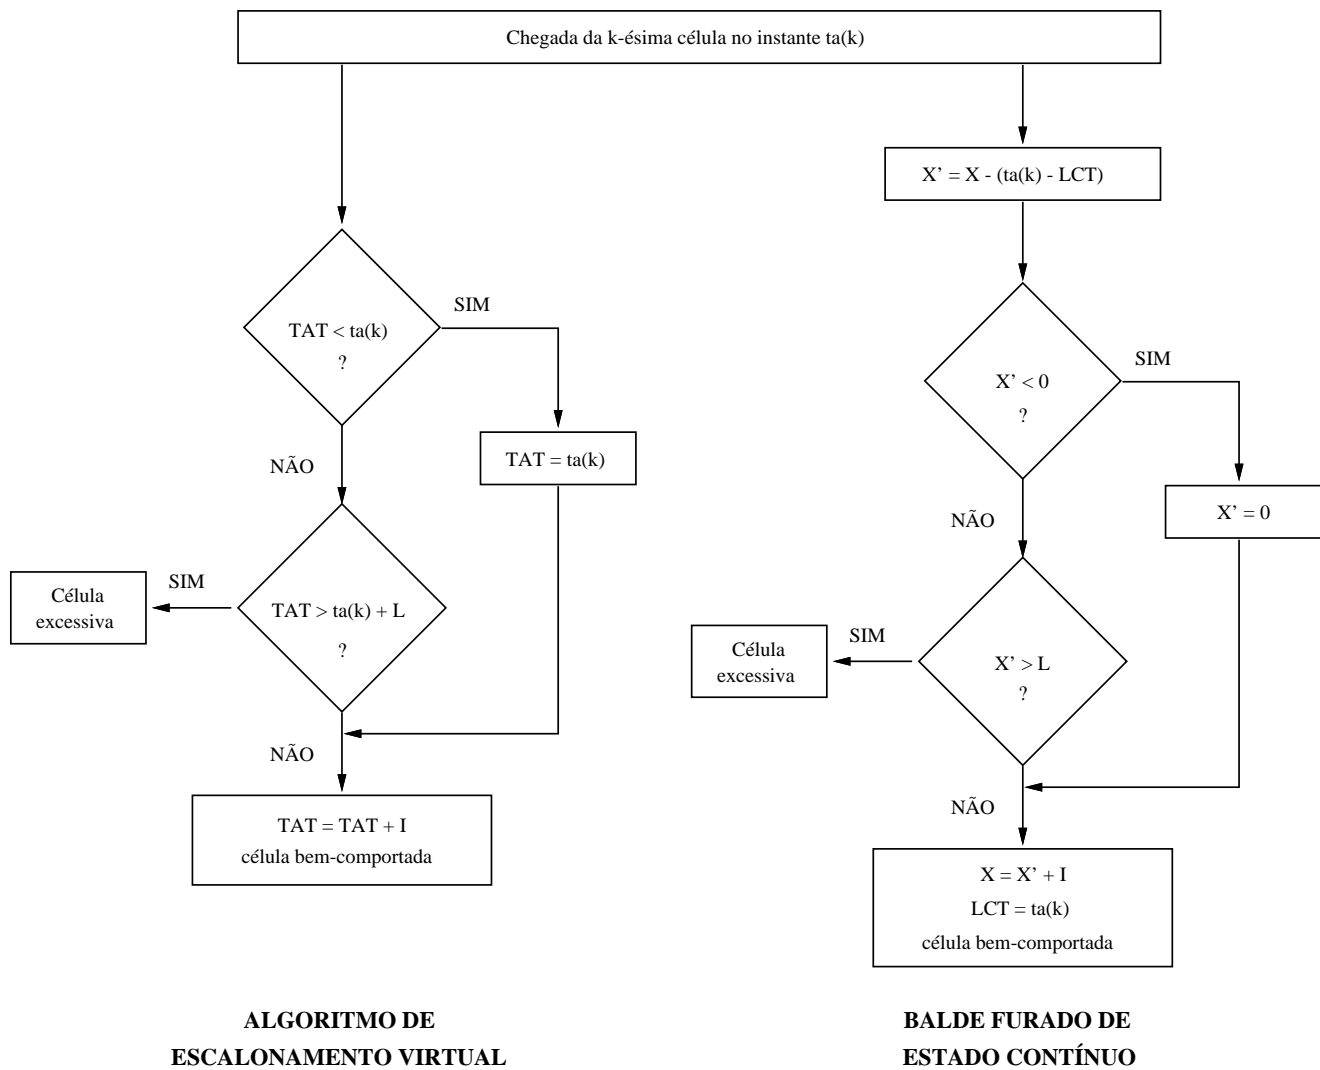 Chegada da k-ésima célula no instante ta(k)
TAT < ta(k)
?
SIM
TAT = ta(k)
NÃO
TAT > ta(k) + L
?
SIM
Célula
excessiva
NÃO
TAT = TAT + I
célula bem-comportada
ALGORITMO DE
ESCALONAMENTO VIRTUAL
X’ = X - (ta(k) - LCT)
X’ < 0
?
SIM
X’ = 0
NÃO
X’ > L
?
SIM
Célula
excessiva
NÃO
X = X’ + I
LCT = ta(k)
célula bem-comportada
BALDE FURADO DE
ESTADO CONTÍNUO